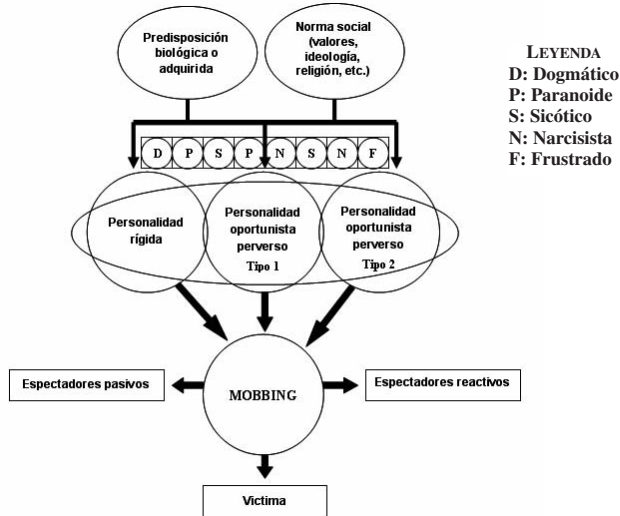 Predisposición
biológica o
adquirida
Norma social
(valores,
ideología,
religión, etc.)
LEYENDA
D: Dogmático
P: Paranoide
S: Sicótico
N: Narcisista
F: Frustrado
D P S P N S N F
Personalidad
rígida
Personalidad
oportunista
perverso
Tipo 1
Personalidad
oportunista
perverso
Tipo 2
MOBBING
Espectadores pasivos
Espectadores reactivos
Victima